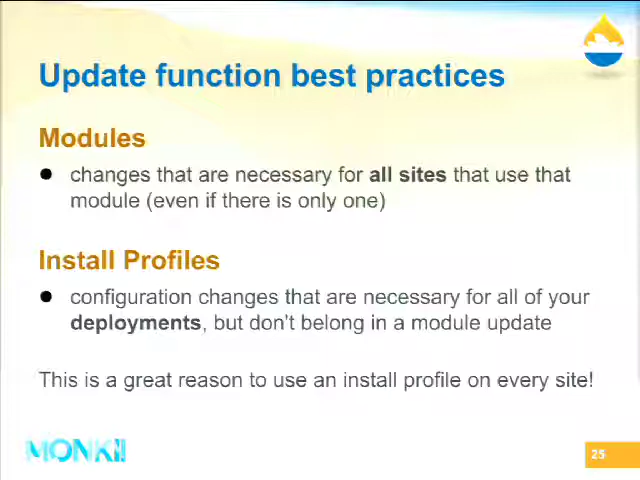 Update function best practices
Modules
● changes that are necessary for all sites that use that
module (even if there is only one)
Install Profiles
● configuration changes that are necessary for all of your
deployments, but don't belong in a module update
This is a great reason to use an install profile on every site!
25